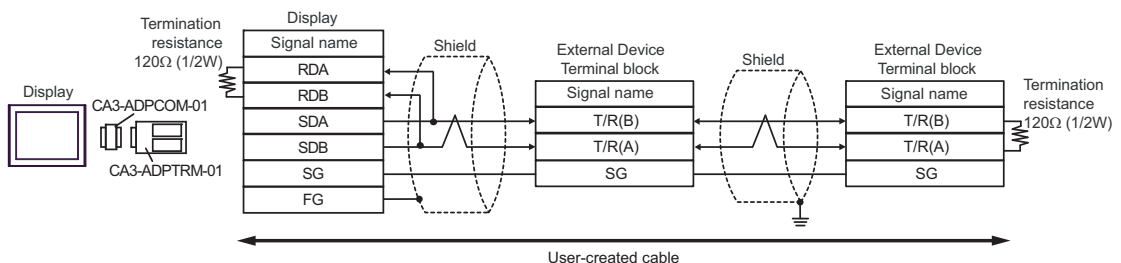 Display
CA3-ADPCOM-01
CA3-ADPTRM-01
Termination
resistance
120Ω (1/2W)
Display
Signal name
RDA
RDB
SDA
SDB
SG
FG
Shield
External Device
Terminal block
Signal name
T/R(B)
T/R(A)
SG
Shield
External Device
Terminal block
Signal name
T/R(B)
T/R(A)
SG
Termination
resistance
120Ω (1/2W)
User-created cable